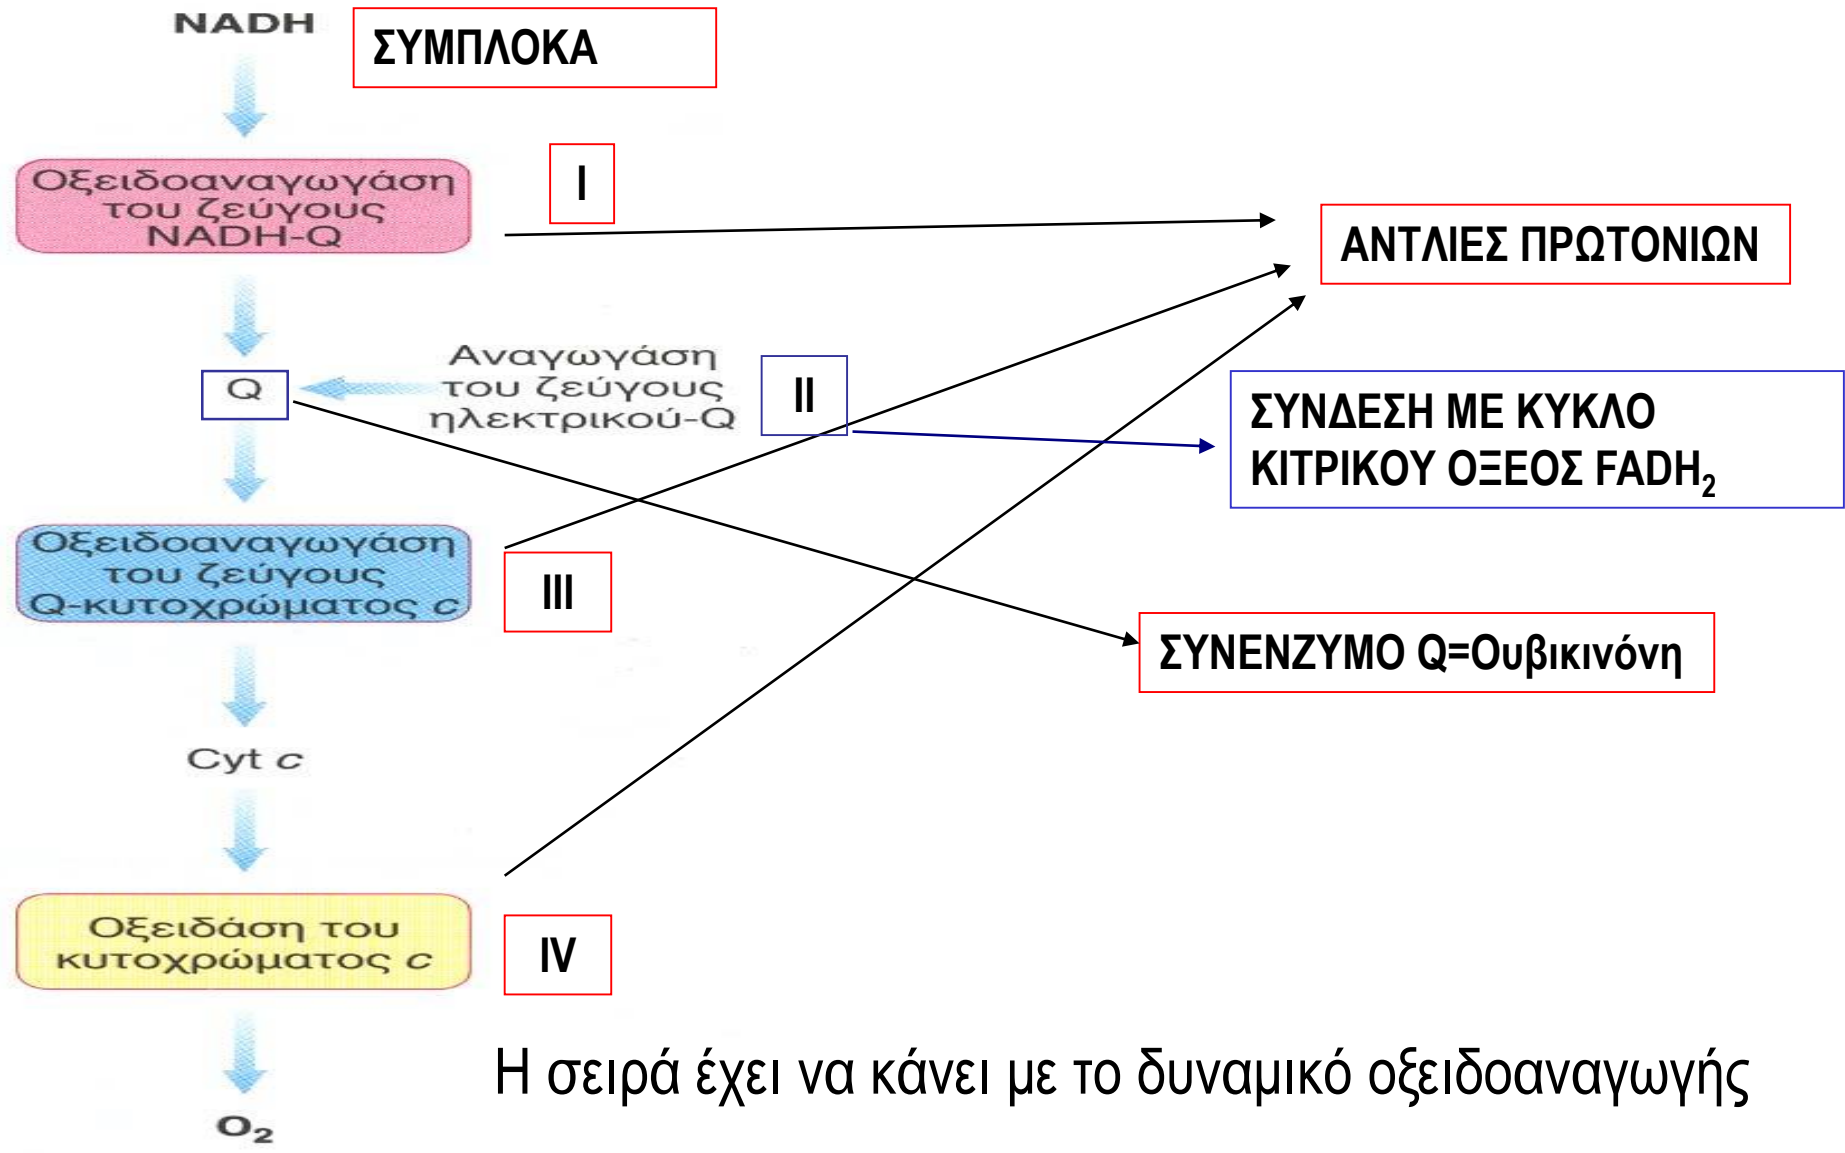 NADH
ΣΥΜΠΛΟΚΑ
Οξειδοαναγωγάση
του ζεύγους
NADH-Q
I
ΑΝΤΛΙΕΣ ΠΡΩΤΟΝΙΩΝ
Q
Αναγωγάση
του ζεύγους
ηλεκτρικού-Q
II
ΣΥΝΔΕΣΗ ΜΕ ΚΥΚΛΟ
ΚΙΤΡΙΚΟΥ ΟΞΕΟΣ FADH₂
Οξειδοαναγωγάση
του ζεύγους
Q-κυτοχρώματος c
III
ΣΥΝΕΝΖΥΜΟ Q=Ουβικινόνη
Cyt c
Οξειδάση του
κυτοχρώματος c
IV
Η σειρά έχει να κάνει με το δυναμικό οξειδοαναγωγής
O₂